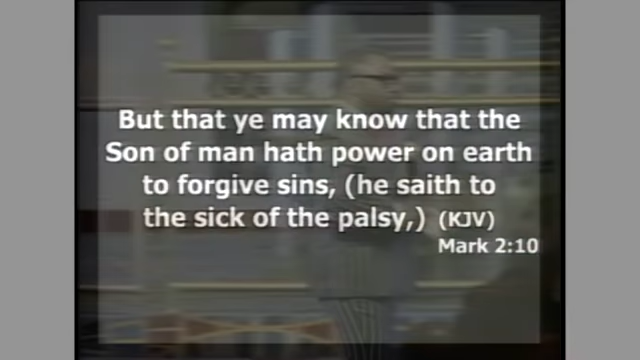 But that ye may know that the
Son of man hath power on earth
to forgive sins, (he saith to
the sick of the palsy,) (KJV)
Mark 2:10